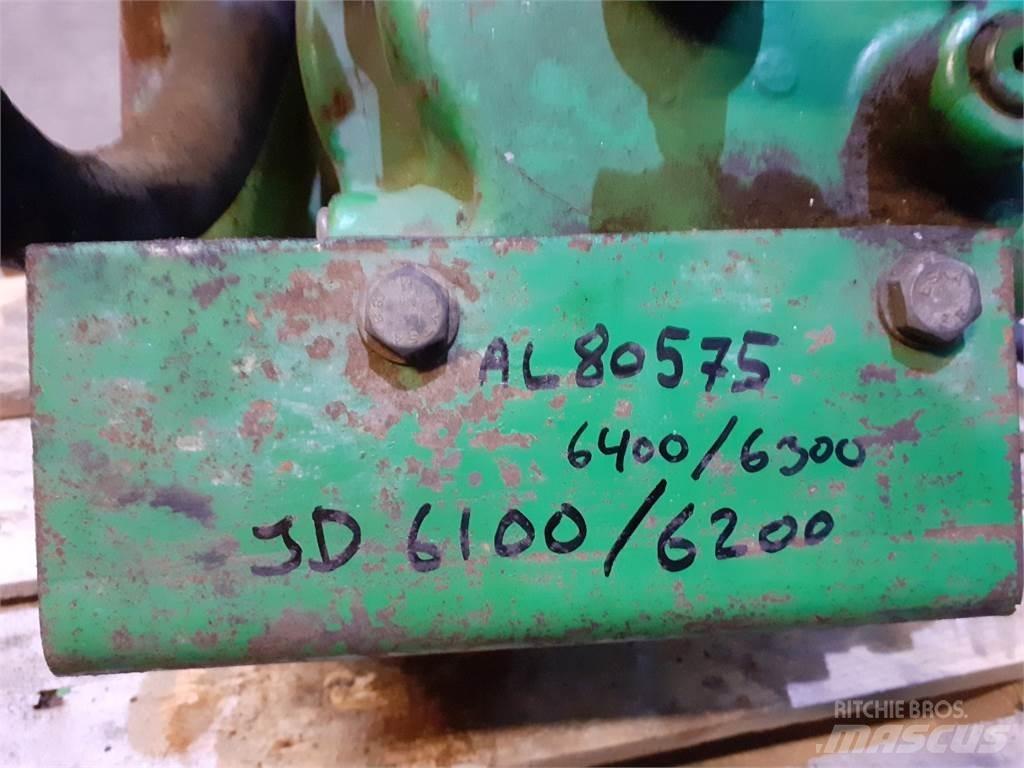 AL80575
6400/6300
JD 6100/6200
RITCHIE BROS.
MASCUS